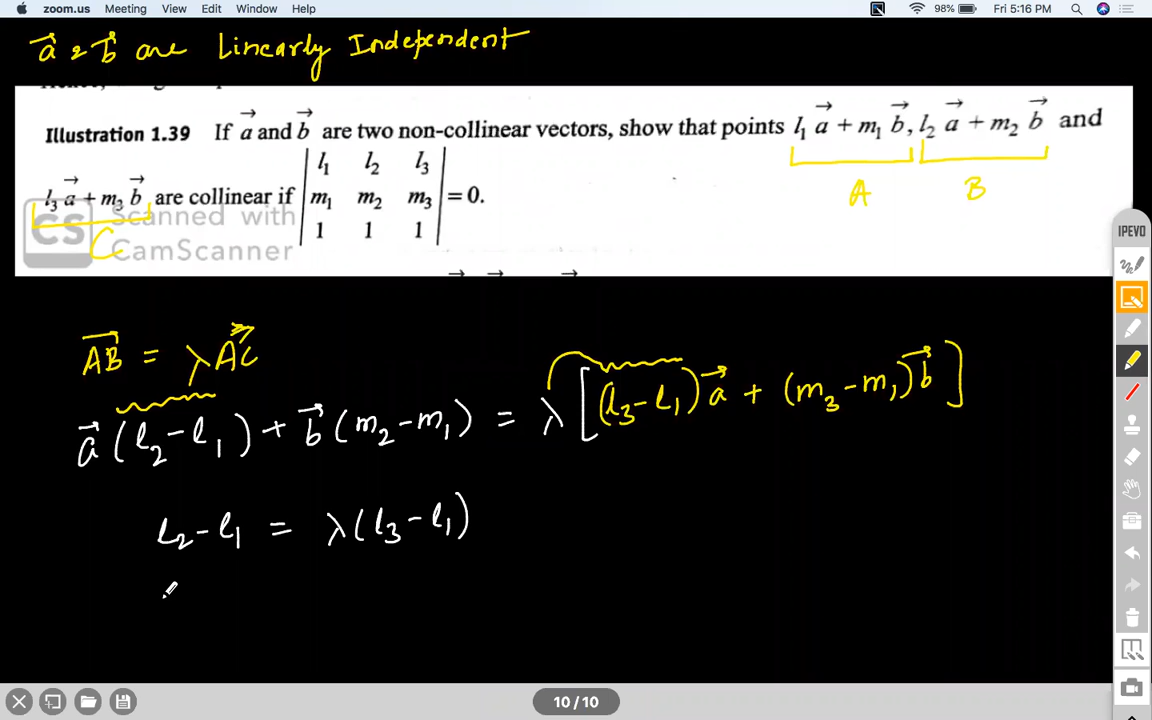 zoom.us Meeting View Edit Window Help 98% Fri 5:16 PM
a⃗ & b⃗ are Linearly Independent
Illustration 1.39 If a⃗ and b⃗ are two non-collinear vectors, show that points l₁ a⃗ + m₁ b⃗, l₂ a⃗ + m₂ b⃗ and
l₃ a⃗ + m₃ b⃗ are collinear if | l₁ l₂ l₃ |
| m₁ m₂ m₃ | = 0.
| 1 1 1 |
A B
C
CS Scanned with
CamScanner
IPEVO
AB⃗ = λAC⃗
a⃗ (l₂ - l₁) + b⃗ (m₂ - m₁) = λ[(l₃ - l₁) a⃗ + (m₃ - m₁) b⃗]
l₂ - l₁ = λ(l₃ - l₁)
10 / 10